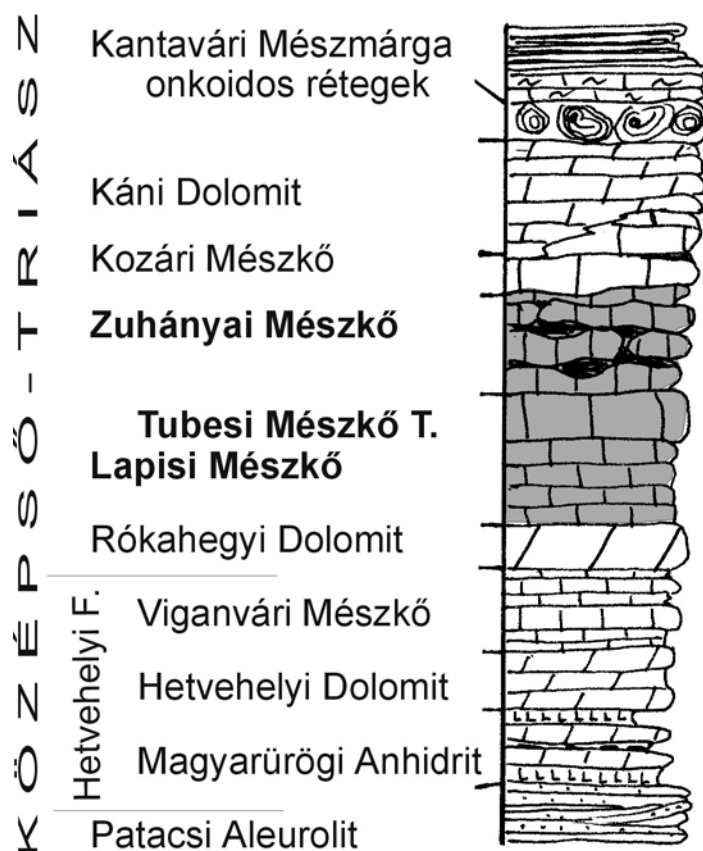 KÖZÉPSŐ-TRIÁSZ
Kantavári Mészmárga
onkoidos rétegek
Káni Dolomit
Kozári Mészkő
Zuhányai Mészkő
Tubesi Mészkő T.
Lapisi Mészkő
Rókahegyi Dolomit
Hetvehelyi F.
Viganvári Mészkő
Hetvehelyi Dolomit
Magyarürögi Anhidrit
Patacsi Aleurolit